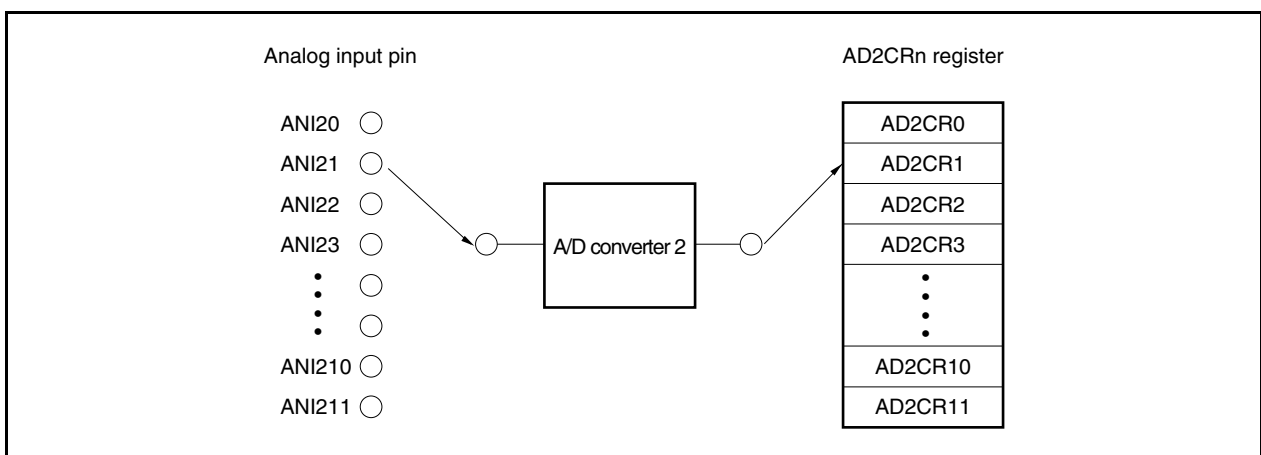 Analog input pin
AD2CRn register
ANI20
AD2CR0
ANI21
AD2CR1
ANI22
AD2CR2
ANI23
A/D converter 2
AD2CR3
ANI210
AD2CR10
ANI211
AD2CR11